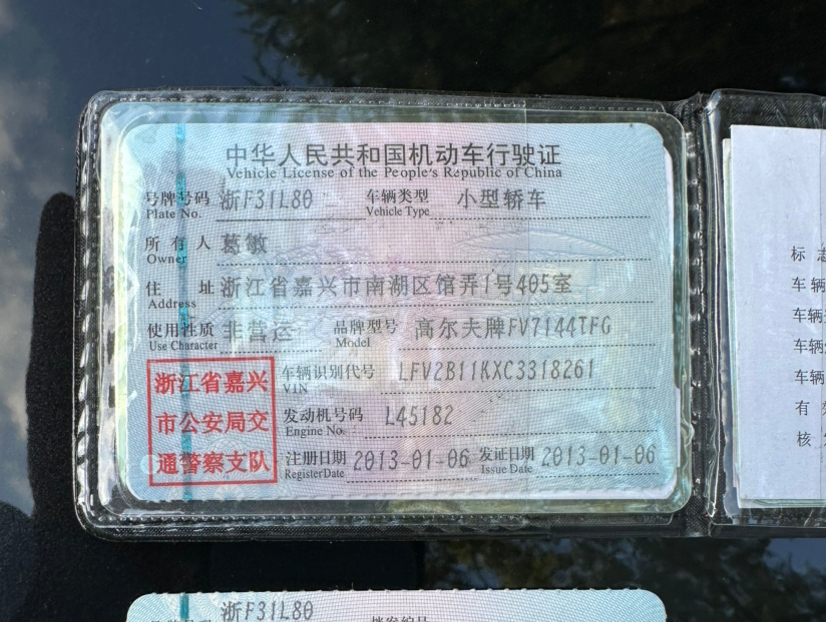 中华人民共和国机动车行驶证
Vehicle License of the People's Republic of China
号牌号码 浙F31L80 车辆类型 小型轿车
Plate No. Vehicle Type
所有人 葛敏
Owner
住址 浙江省嘉兴市南湖区馆弄1号405室
Address
使用性质 非营运 品牌型号 高尔夫牌FV7144TFG
Use Character Model
浙江省嘉兴
市公安局交
通警察支队
车辆识别代号 LFV2B11KXC3318261
VIN
发动机号码 L45182
Engine No.
注册日期 2013-01-06 发证日期 2013-01-06
RegisterDate Issue Date
标志
车辆
车辆
车辆
车辆
有
核
浙F31L80